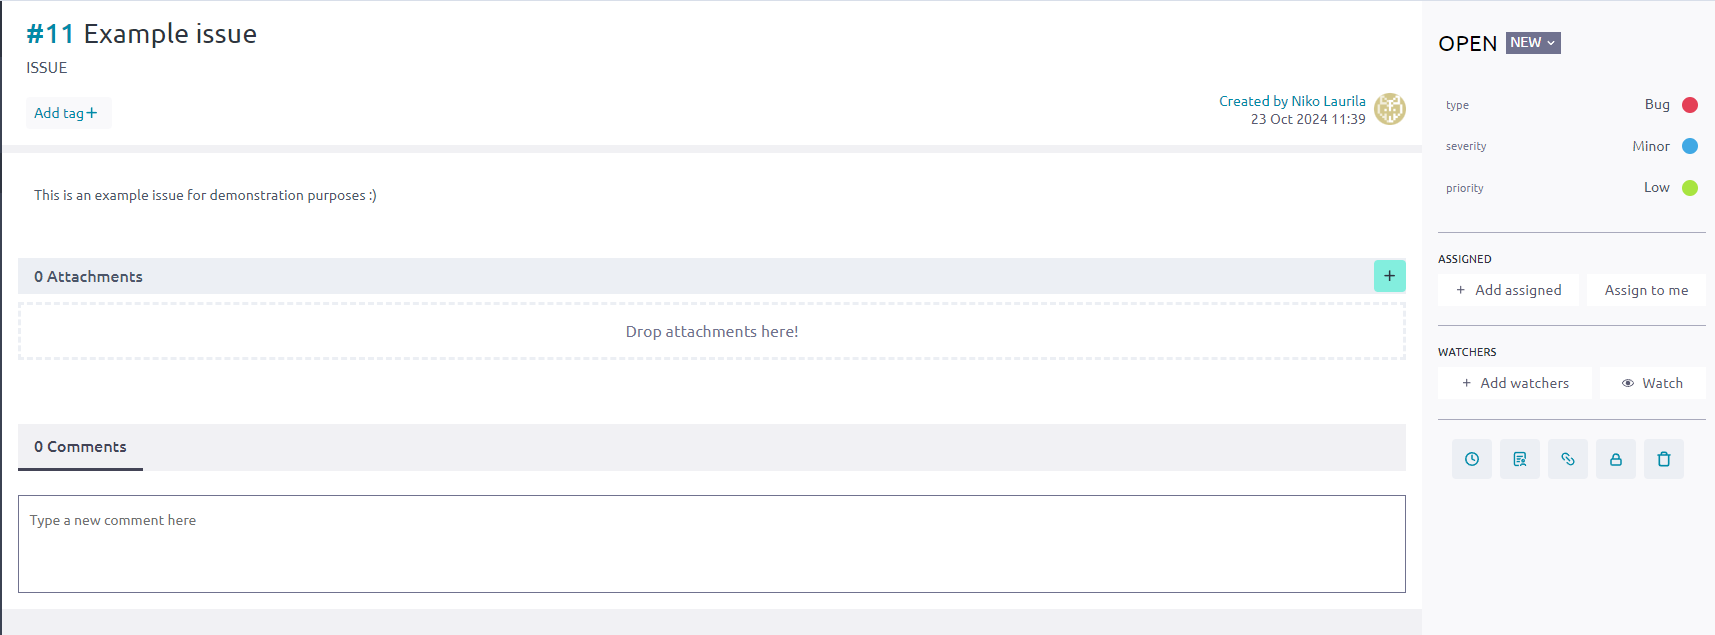 #11 Example issue
ISSUE
Add tag+
Created by Niko Laurila
23 Oct 2024 11:39
This is an example issue for demonstration purposes :)
0 Attachments
+
Drop attachments here!
0 Comments
Type a new comment here
OPEN NEW
type Bug
severity Minor
priority Low
ASSIGNED
+ Add assigned Assign to me
WATCHERS
+ Add watchers Watch